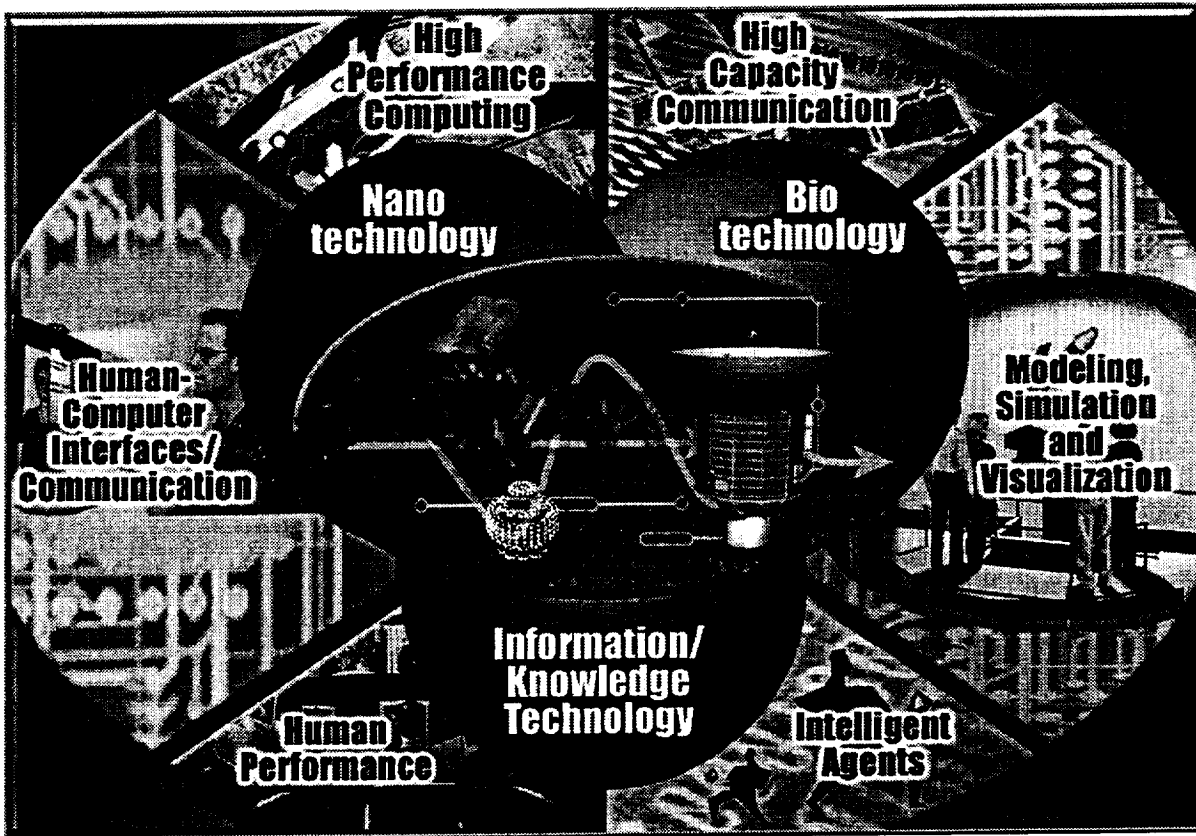 High
Performance
Computing
High
Capacity
Communication
Nano
technology
Bio
technology
Human-
Computer
Interfaces/
Communication
Modeling,
Simulation
and
Visualization
Information/
Knowledge
Technology
Human
Performance
Intelligent
Agents